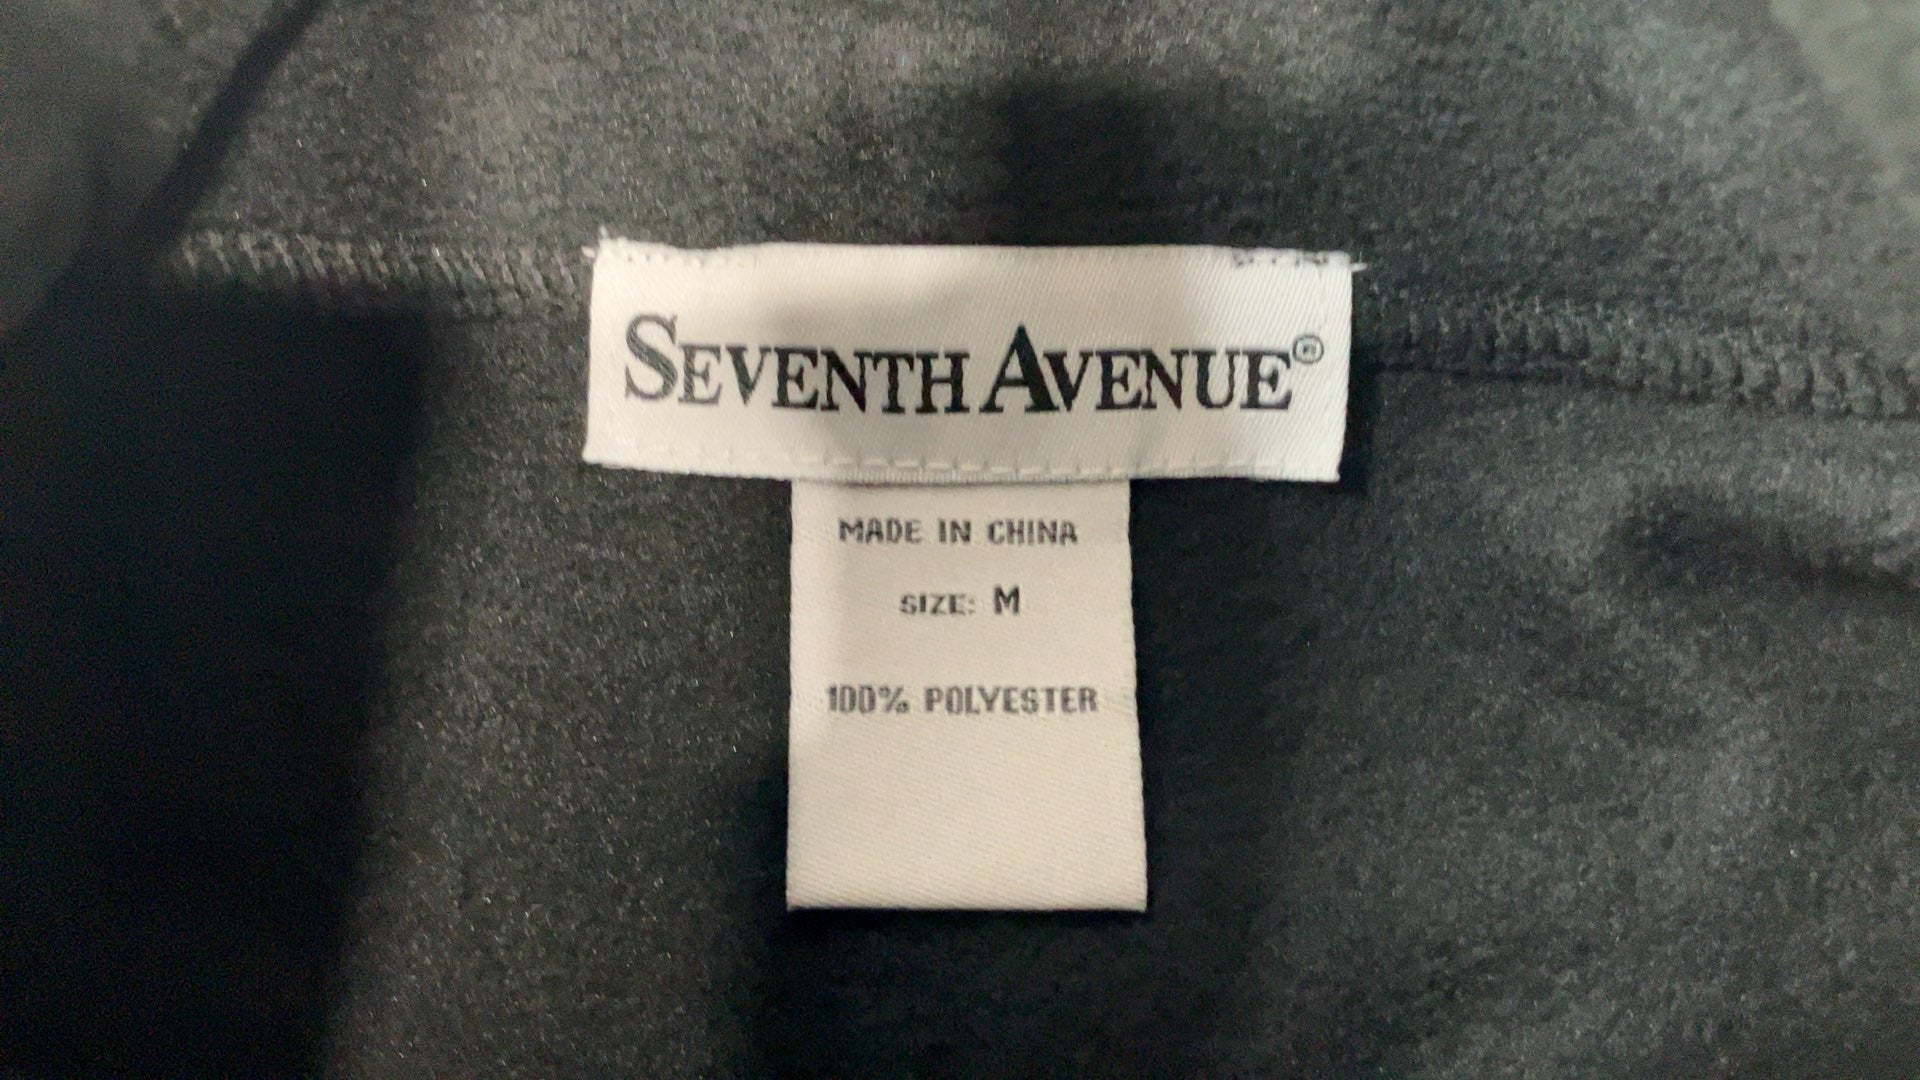 SEVENTH AVENUE®
MADE IN CHINA
SIZE: M
100% POLYESTER